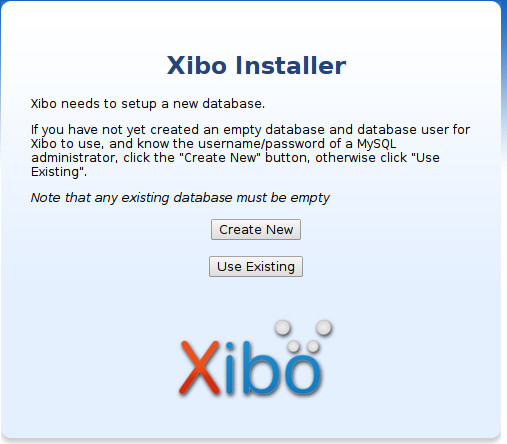 Xibo Installer
Xibo needs to setup a new database.
If you have not yet created an empty database and database user for
Xibo to use, and know the username/password of a MySQL
administrator, click the "Create New" button, otherwise click "Use
Existing".
Note that any existing database must be empty
Create New
Use Existing
Xibo